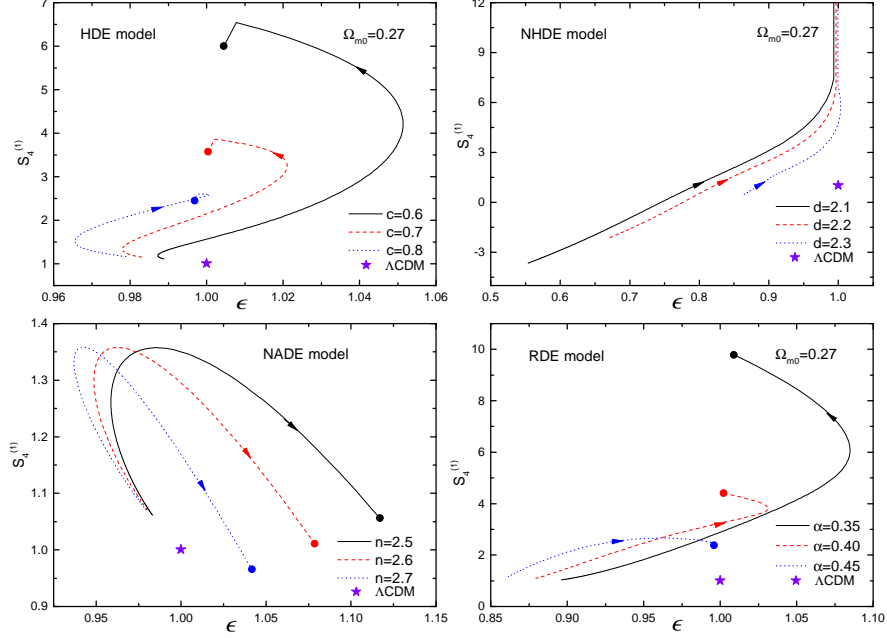 HDE model
Ω_m0=0.27
7
6
5
4
3
2
1
S_4^(1)
c=0.6
c=0.7
c=0.8
ΛCDM
0.96 0.98 1.00 1.02 1.04 1.06
ϵ
NHDE model
Ω_m0=0.27
12
9
6
3
0
-3
S_4^(1)
d=2.1
d=2.2
d=2.3
ΛCDM
0.5 0.6 0.7 0.8 0.9 1.0
ϵ
NADE model
1.4
1.3
1.2
1.1
1.0
0.9
S_4^(1)
n=2.5
n=2.6
n=2.7
ΛCDM
0.95 1.00 1.05 1.10 1.15
ϵ
RDE model
Ω_m0=0.27
10
8
6
4
2
0
S_4^(1)
α=0.35
α=0.40
α=0.45
ΛCDM
0.85 0.90 0.95 1.00 1.05 1.10
ϵ